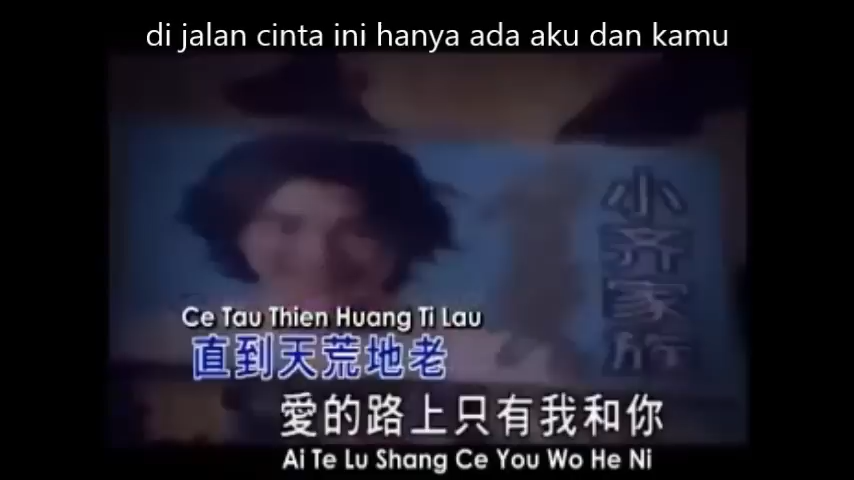 di jalan cinta ini hanya ada aku dan kamu
小齐家族
Ce Tau Thien Huang Ti Lau
直到天荒地老
愛的路上只有我和你
Ai Te Lu Shang Ce You Wo He Ni